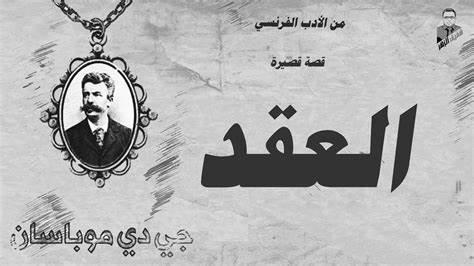 من الأدب الفرنسي
قصة قصيرة
العقد
جي دي موباسان